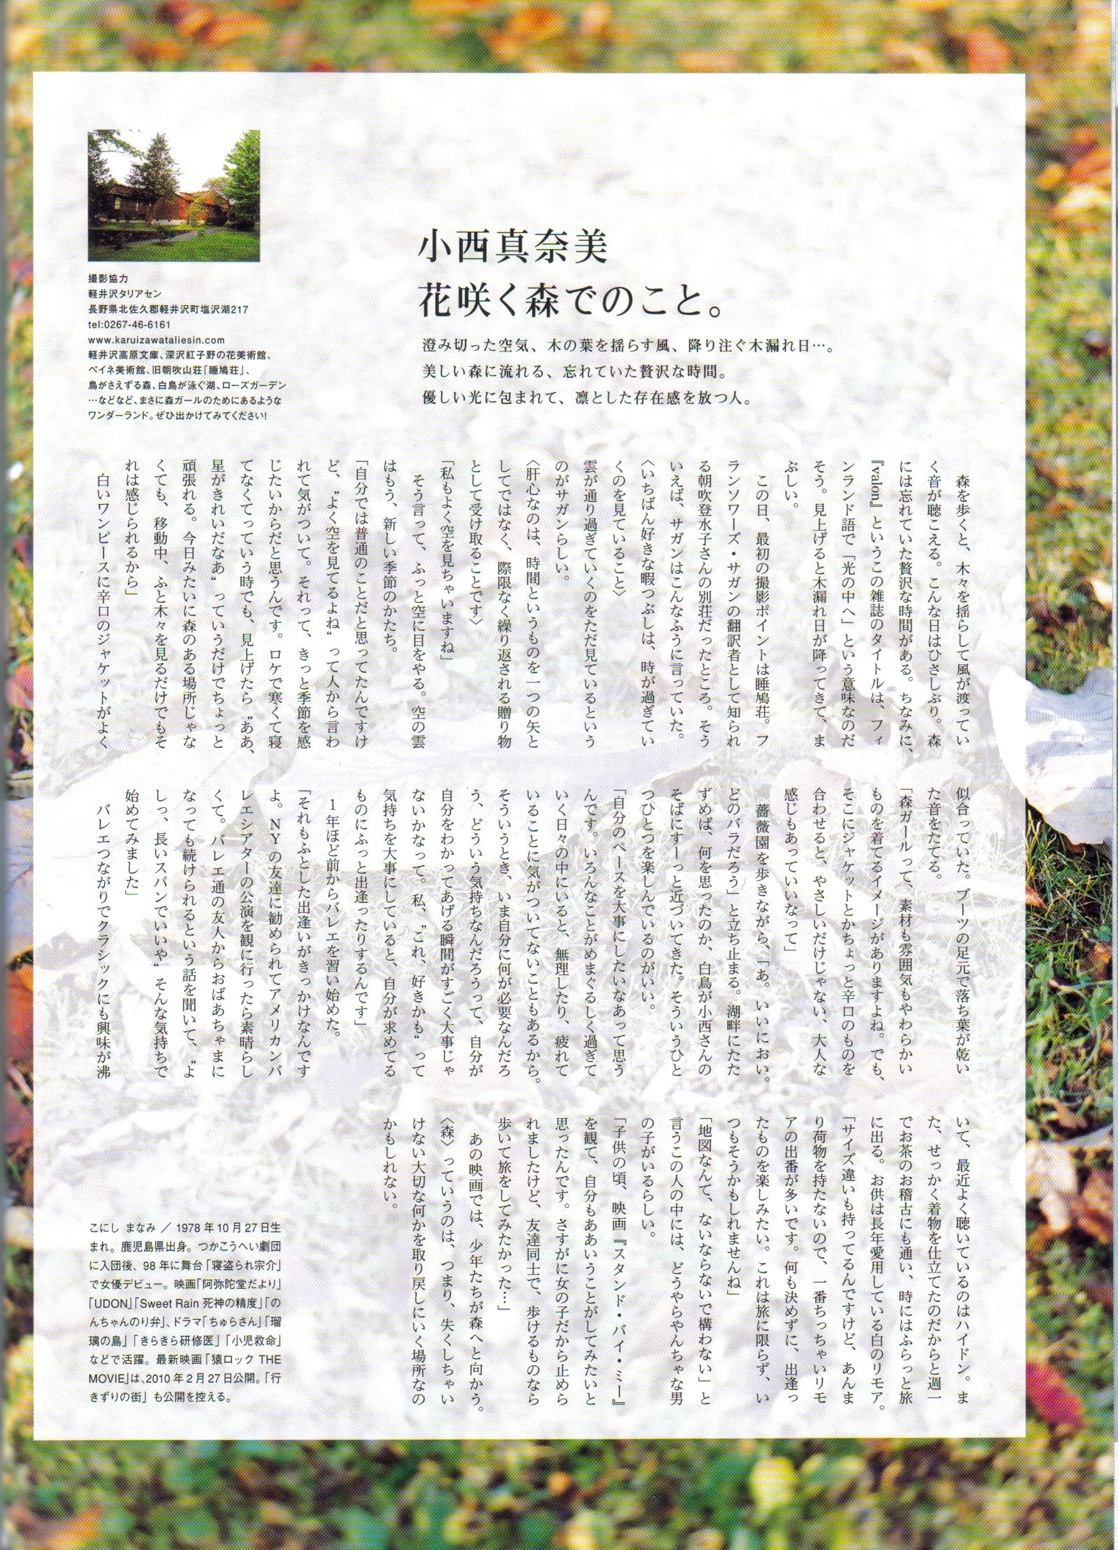 小西真奈美
花咲く森でのこと。
澄み切った空気、木の葉を揺らす風、降り注ぐ木漏れ日…。
美しい森に流れる、忘れていた贅沢な時間。
優しい光に包まれて、凛とした存在感を放つ人。
撮影協力
軽井沢タリアセン
長野県北佐久郡軽井沢町塩沢湖217
tel:0267-46-6161
www.karuizawataliesin.com
軽井沢高原文庫、深沢紅子野の花美術館、
ペイネ美術館、旧朝吹山荘「睡鳩荘」、
鳥がさえずる森、白鳥が泳ぐ湖、ローズガーデン
…などなど、まさに森ガールのためにあるような
ワンダーランド。ぜひ出かけてみてください!
森を歩くと、木々を揺らして風が渡ってい
く音が聴こえる。こんな日はひさしぶり。森
には忘れていた贅沢な時間がある。ちなみに、
『valon』というこの雑誌のタイトルは、フィ
ンランド語で「光の中へ」という意味なのだ
そう。見上げると木漏れ日が降ってきて、ま
ぶしい。
この日、最初の撮影ポイントは睡鳩荘。フ
ランソワーズ・サガンの翻訳者として知られ
る朝吹登水子さんの別荘だったところ。そう
いえば、サガンはこんなふうに言っていた。
〈いちばん好きな暇つぶしは、時が過ぎてい
くのを見ていること〉
雲が通り過ぎていくのをただ見ているという
のがサガンらしい。
〈肝心なのは、時間というものを一つの矢と
してではなく、際限なく繰り返される贈り物
として受け取ることです〉
「私もよく空を見ちゃいますね」
そう言って、ふっと空に目をやる。空の雲
はもう、新しい季節のかたち。
「自分では普通のことだと思ってたんですけ
ど、〝よく空を見てるよね〟って人から言わ
れて気がついて。それって、きっと季節を感
じたいからだと思うんです。ロケで寒くて寝
てなくてっていう時でも、見上げたら〝ああ、
星がきれいだなあ〟っていうだけでちょっと
頑張れる。今日みたいに森のある場所じゃな
くても、移動中、ふと木々を見るだけでもそ
れは感じられるから」
白いワンピースに辛口のジャケットがよく
似合っていた。ブーツの足元で落ち葉が乾い
た音をたてる。
「森ガールって、素材も雰囲気もやわらかい
ものを着てるイメージがありますよね。でも、
そこにジャケットとかちょっと辛口のものを
合わせると、やさしいだけじゃない、大人な
感じもあっていいなって」
薔薇園を歩きながら、「あ。いいにおい。
どのバラだろう」と立ち止まる。湖畔にたた
ずめば、何を思ったのか、白鳥が小西さんの
そばにすーっと近づいてきた。そういうひと
つひとつを楽しんでいるのがいい。
「自分のペースを大事にしたいなあって思う
んです。いろんなことがめまぐるしく過ぎて
いく日々の中にいると、無理したり、疲れて
いることに気がついてないこともあるから。
そういうとき、いま自分に何が必要なんだろ
う、どういう気持ちなんだろうって、自分が
自分をわかってあげる瞬間がすごく大事じゃ
ないかなって。私、〝これ、好きかも〟って
気持ちを大事にしていると、自分が求めてる
ものにふっと出逢ったりするんです」
1年ほど前からバレエを習い始めた。
「それもふとした出逢いがきっかけなんです
よ。NYの友達に勧められてアメリカンバ
レエシアターの公演を観に行ったら素晴らし
くて。バレエ通の友人からおばあちゃまに
なっても続けられるという話を聞いて、〝よ
しっ、長いスパンでいいや〟そんな気持ちで
始めてみました」
バレエつながりでクラシックにも興味が沸
いて、最近よく聴いているのはハイドン。ま
た、せっかく着物を仕立てたのだからと週一
でお茶のお稽古にも通い、時にはふらっと旅
に出る。お供は長年愛用している白のリモア。
「サイズ違いも持ってるんですけど、あんま
り荷物を持たないので、一番ちっちゃいリモ
アの出番が多いです。何も決めずに、出逢っ
たものを楽しみたい。これは旅に限らず、い
つもそうかもしれませんね」
「地図なんて、ないならないで構わない」と
言うこの人の中には、どうやらやんちゃな男
の子がいるらしい。
「子供の頃、映画『スタンド・バイ・ミー』
を観て、自分もああいうことがしてみたいと
思ったんです。さすがに女の子だから止めら
れましたけど、友達同士で、歩けるものなら
歩いて旅をしてみたかった…」
あの映画では、少年たちが森へと向かう。
〈森〉っていうのは、つまり、失くしちゃい
けない大切な何かを取り戻しにいく場所なの
かもしれない。
こにし まなみ／1978年10月27日生
まれ。鹿児島県出身。つかこうへい劇団
に入団後、98年に舞台「寝盗られ宗介」
で女優デビュー。映画「阿弥陀堂だより」
「UDON」「Sweet Rain 死神の精度」「の
んちゃんのり弁」、ドラマ「ちゅらさん」「瑠
璃の島」「きらきら研修医」「小児救命」
などで活躍。最新映画「猿ロック THE
MOVIE」は、2010年2月27日公開。「行
きずりの街」も公開を控える。